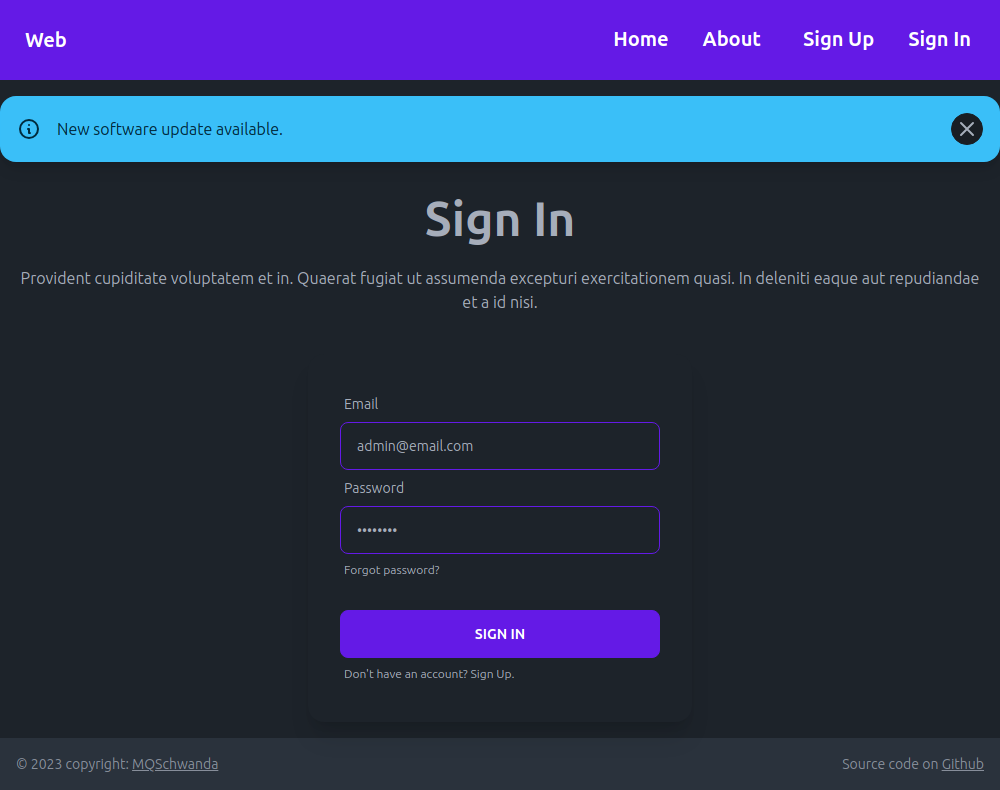 Web Home About Sign Up Sign In
New software update available.
Sign In
Provident cupiditate voluptatem et in. Quaerat fugiat ut assumenda excepturi exercitationem quasi. In deleniti eaque aut repudiandae
et a id nisi.
Email
admin@email.com
Password
••••••••
Forgot password?
SIGN IN
Don't have an account? Sign Up.
© 2023 copyright: MQSchwanda Source code on Github